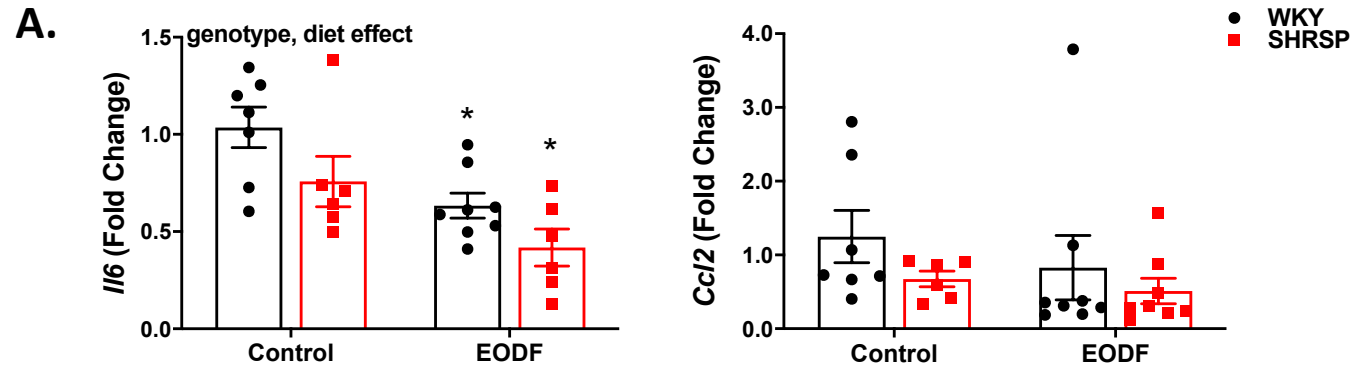 A.
genotype, diet effect
Il6 (Fold Change)
1.5
1.0
0.5
0.0
*
*
Control
EODF
Ccl2 (Fold Change)
4.0
3.0
2.0
1.0
0.0
Control
EODF
WKY
SHRSP